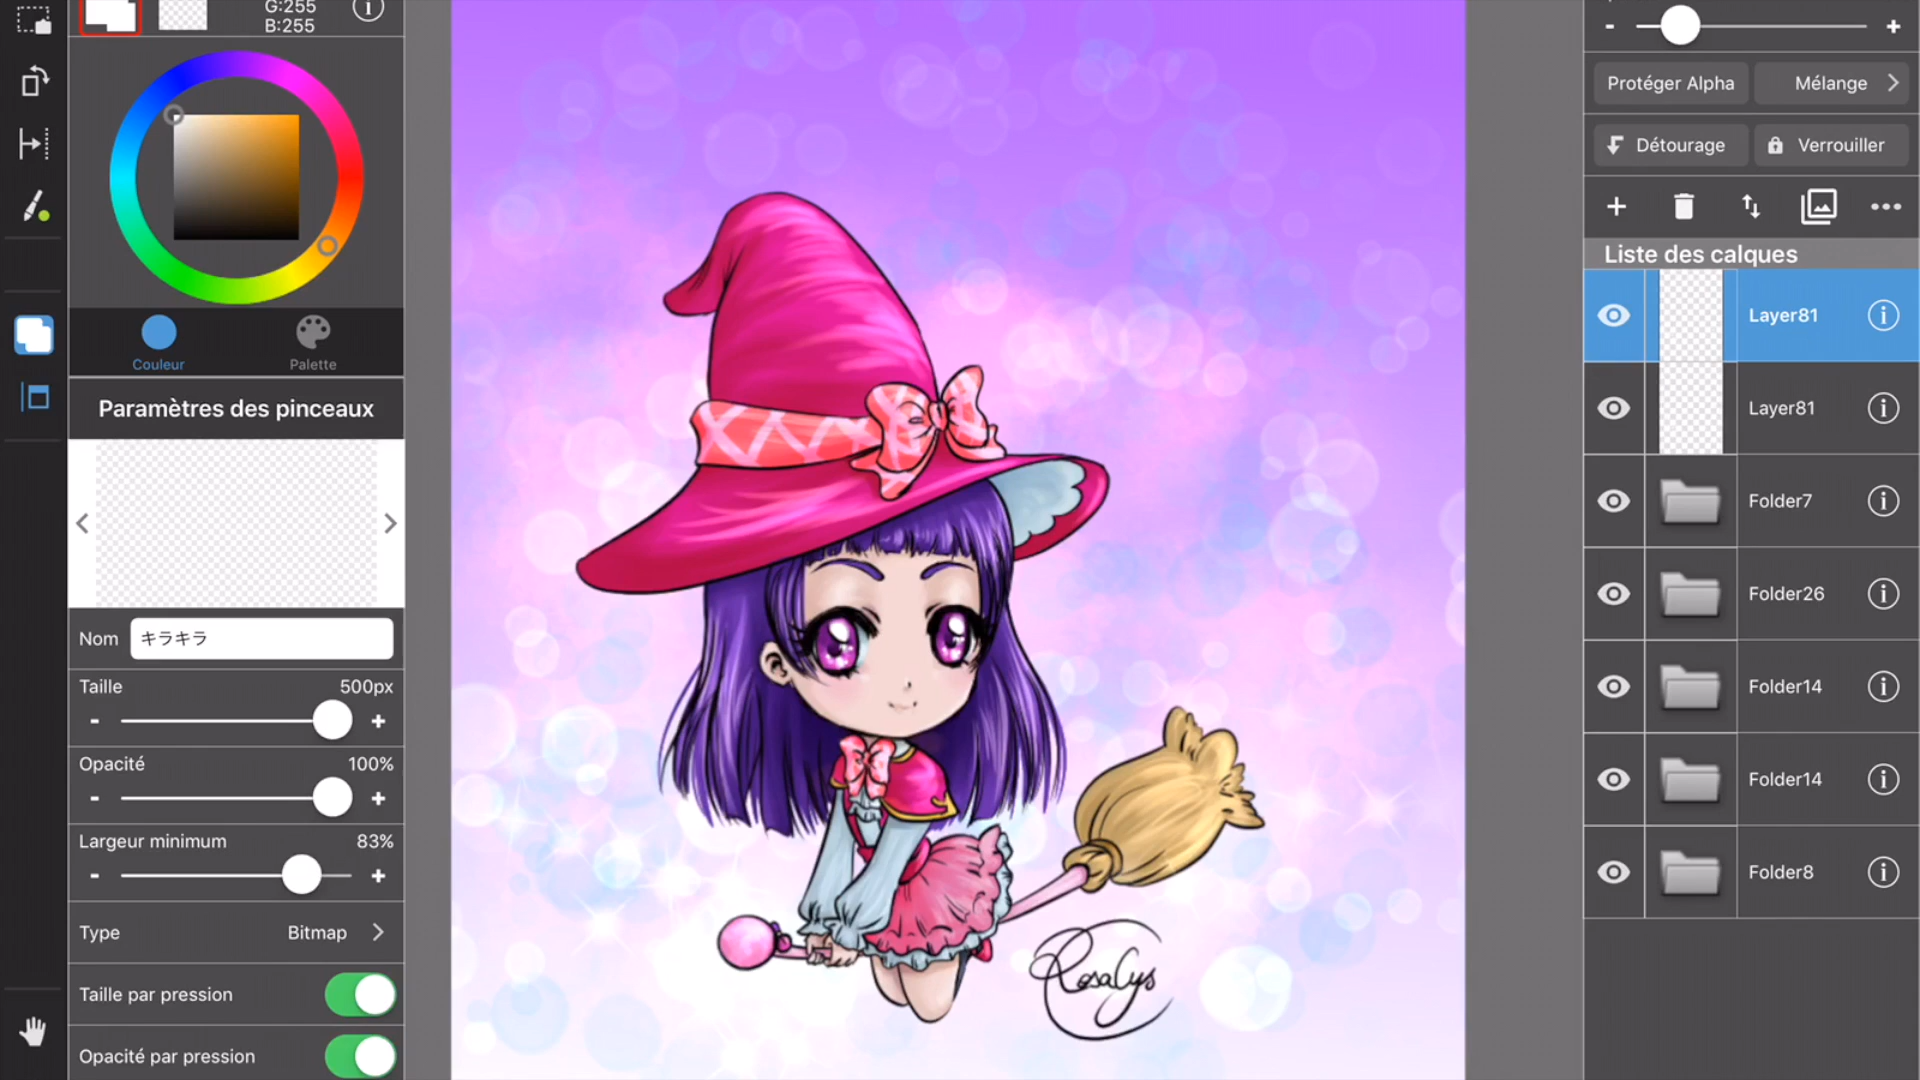 G:255
B:255
Couleur
Palette
Paramètres des pinceaux
Nom キラキラ
Taille 500px
- +
Opacité 100%
- +
Largeur minimum 83%
- +
Type Bitmap
Taille par pression
Opacité par pression
RosaLys
- +
Protéger Alpha Mélange
Détourage Verrouiller
Liste des calques
Layer81
Layer81
Folder7
Folder26
Folder14
Folder14
Folder8